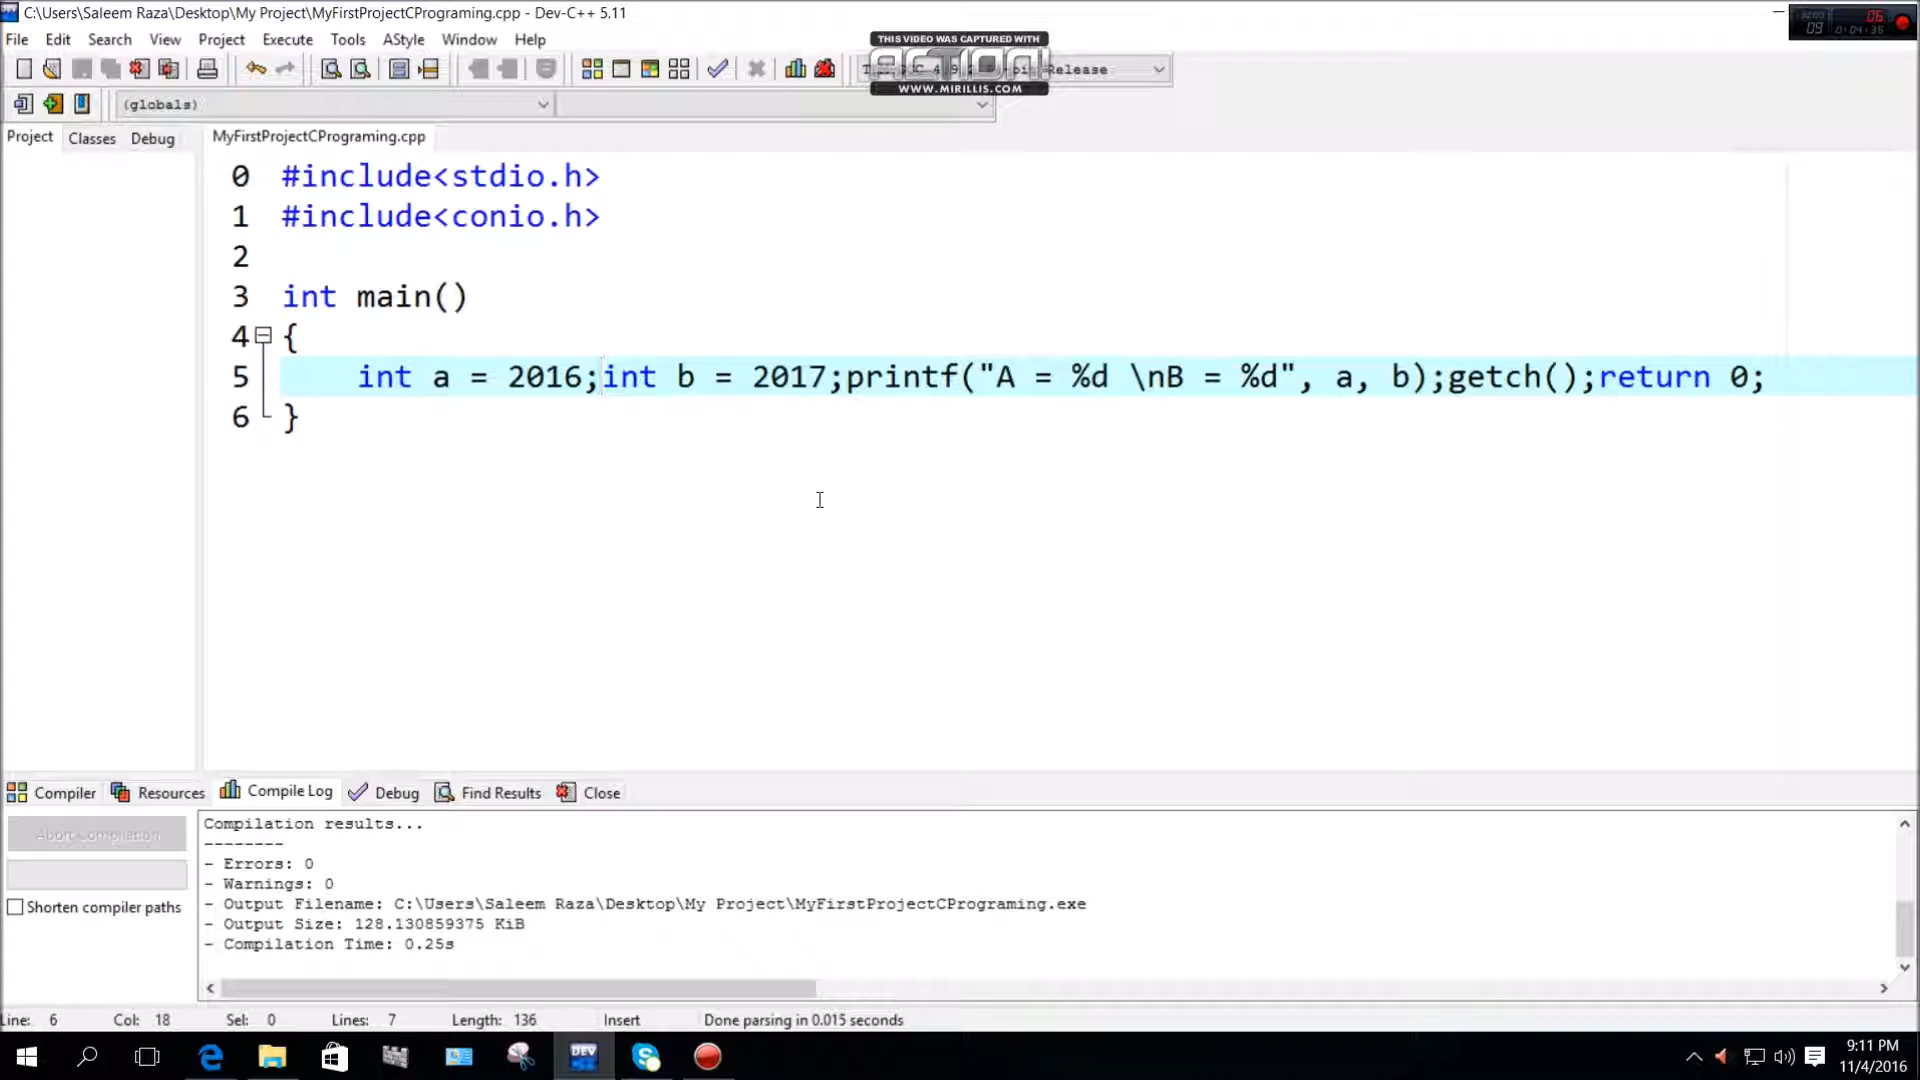 C:\Users\Saleem Raza\Desktop\My Project\MyFirstProjectCPrograming.cpp - Dev-C++ 5.11
File Edit Search View Project Execute Tools AStyle Window Help
THIS VIDEO WAS CAPTURED WITH
Release
WWW.MIRILLIS.COM
(globals)
Project Classes Debug
MyFirstProjectCPrograming.cpp
0 #include<stdio.h>
1 #include<conio.h>
2
3 int main()
4 {
5 int a = 2016;int b = 2017;printf("A = %d \nB = %d", a, b);getch();return 0;
6 }
Compiler Resources Compile Log Debug Find Results Close
Abort Compilation
Shorten compiler paths
Compilation results...
--------
- Errors: 0
- Warnings: 0
- Output Filename: C:\Users\Saleem Raza\Desktop\My Project\MyFirstProjectCPrograming.exe
- Output Size: 128.130859375 KiB
- Compilation Time: 0.25s
Line: 6 Col: 18 Sel: 0 Lines: 7 Length: 136 Insert Done parsing in 0.015 seconds
DEV
9:11 PM
11/4/2016